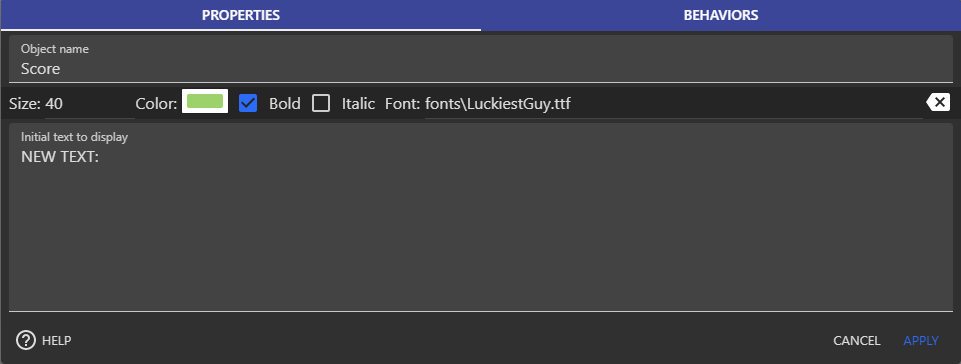 PROPERTIES BEHAVIORS
Object name
Score
Size: 40 Color: Bold Italic Font: fonts\LuckiestGuy.ttf
Initial text to display
NEW TEXT:
HELP CANCEL APPLY